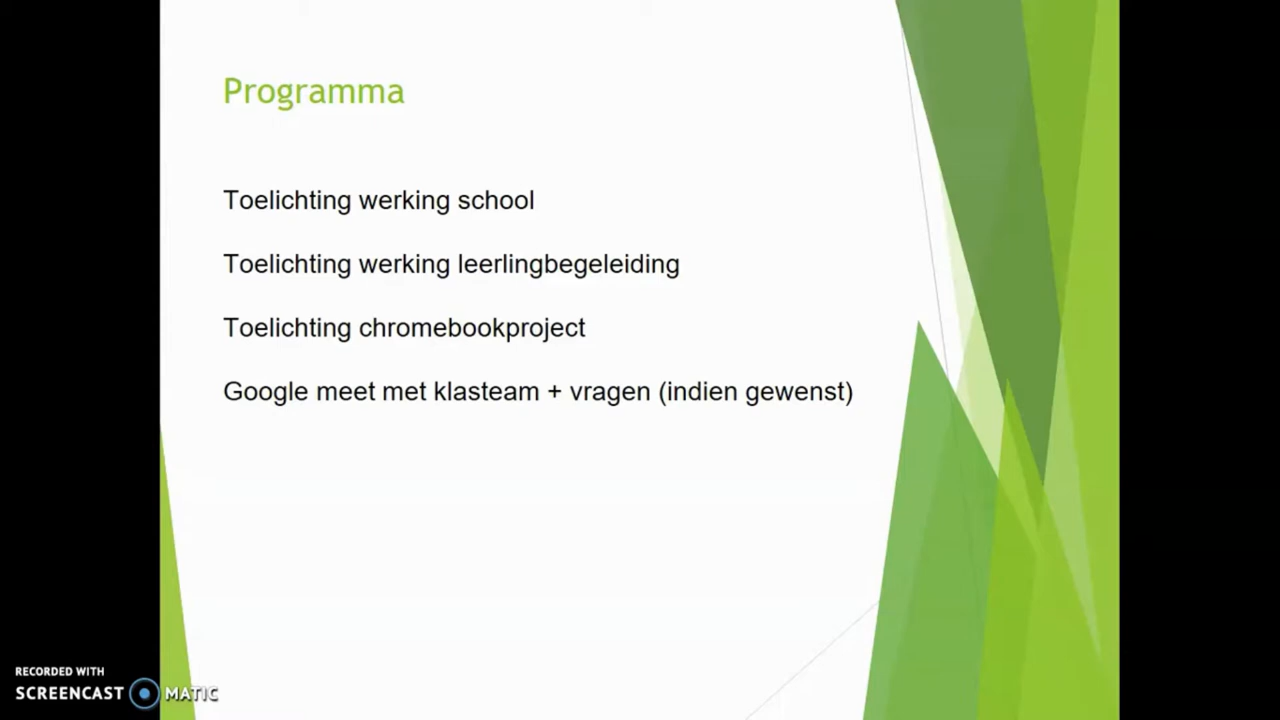 Programma
Toelichting werking school
Toelichting werking leerlingbegeleiding
Toelichting chromebookproject
Google meet met klasteam + vragen (indien gewenst)
RECORDED WITH
SCREENCAST MATIC